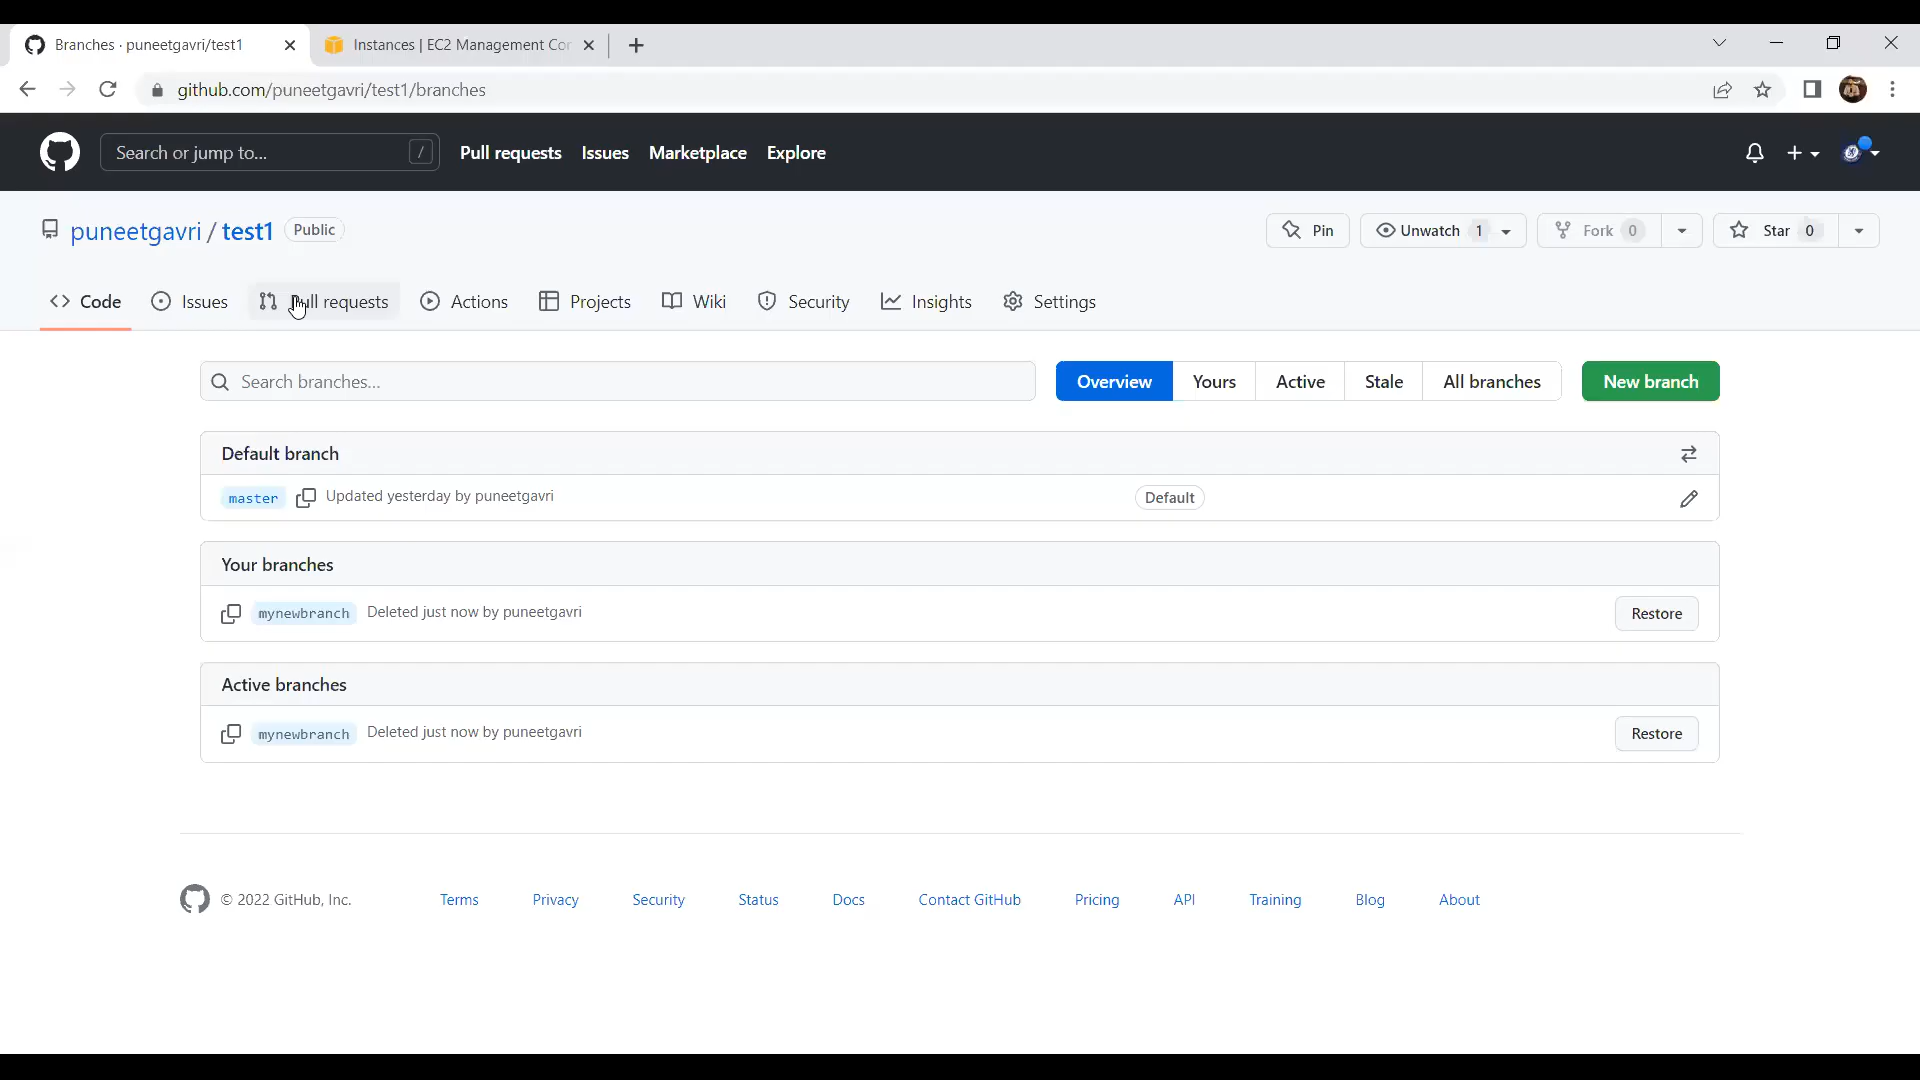 Branches · puneetgavri/test1
Instances | EC2 Management Cor
github.com/puneetgavri/test1/branches
Search or jump to... / Pull requests Issues Marketplace Explore
puneetgavri / test1 Public Pin Unwatch 1 Fork 0 Star 0
Code Issues Pull requests Actions Projects Wiki Security Insights Settings
Search branches... Overview Yours Active Stale All branches New branch
Default branch
master Updated yesterday by puneetgavri Default
Your branches
mynewbranch Deleted just now by puneetgavri Restore
Active branches
mynewbranch Deleted just now by puneetgavri Restore
© 2022 GitHub, Inc. Terms Privacy Security Status Docs Contact GitHub Pricing API Training Blog About